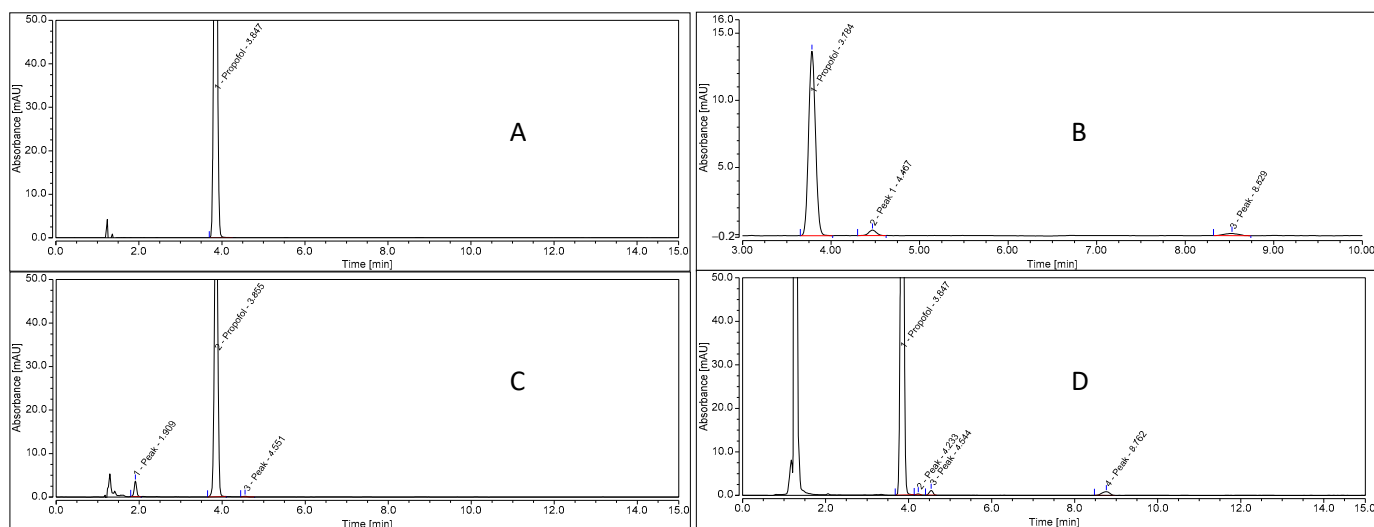 50.0
40.0
30.0
20.0
10.0
0.0
Absorbance [mAU]
1 - Propofol - 3.847
A
0.0 2.0 4.0 6.0 8.0 10.0 12.0 15.0
Time [min]
16.0
15.0
10.0
5.0
-0.2
Absorbance [mAU]
1 - Propofol - 3.784
2 - Peak 1 - 4.467
3 - Peak - 8.529
B
3.00 4.00 5.00 6.00 7.00 8.00 9.00 10.00
Time [min]
50.0
40.0
30.0
20.0
10.0
0.0
Absorbance [mAU]
1 - Peak - 1.909
2 - Propofol - 3.855
3 - Peak - 4.551
C
0.0 2.0 4.0 6.0 8.0 10.0 12.0 15.0
Time [min]
50.0
40.0
30.0
20.0
10.0
0.0
Absorbance [mAU]
1 - Propofol - 3.847
2 - Peak - 4.233
3 - Peak - 4.544
4 - Peak - 8.762
D
0.0 2.0 4.0 6.0 8.0 10.0 12.0 15.0
Time [min]